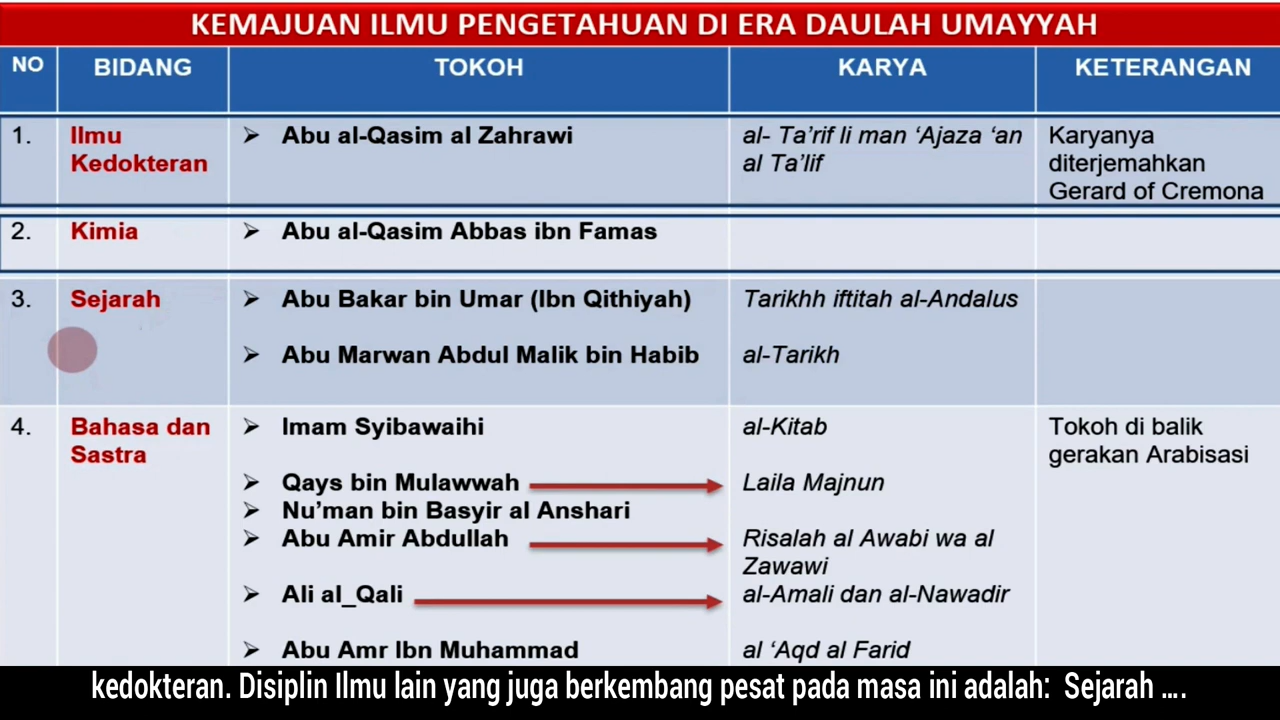 KEMAJUAN ILMU PENGETAHUAN DI ERA DAULAH UMAYYAH
NO BIDANG TOKOH KARYA KETERANGAN
1. Ilmu Kedokteran
➢ Abu al-Qasim al Zahrawi
al- Ta’rif li man ‘Ajaza ‘an
al Ta’lif
Karyanya
diterjemahkan
Gerard of Cremona
2. Kimia
➢ Abu al-Qasim Abbas ibn Famas
3. Sejarah
➢ Abu Bakar bin Umar (Ibn Qithiyah)
Tarikhh iftitah al-Andalus
➢ Abu Marwan Abdul Malik bin Habib
al-Tarikh
4. Bahasa dan
Sastra
➢ Imam Syibawaihi
al-Kitab
Tokoh di balik
gerakan Arabisasi
➢ Qays bin Mulawwah
Laila Majnun
➢ Nu’man bin Basyir al Anshari
➢ Abu Amir Abdullah
Risalah al Awabi wa al
Zawawi
➢ Ali al_Qali
al-Amali dan al-Nawadir
➢ Abu Amr Ibn Muhammad
al ‘Aqd al Farid
kedokteran. Disiplin Ilmu lain yang juga berkembang pesat pada masa ini adalah: Sejarah ....